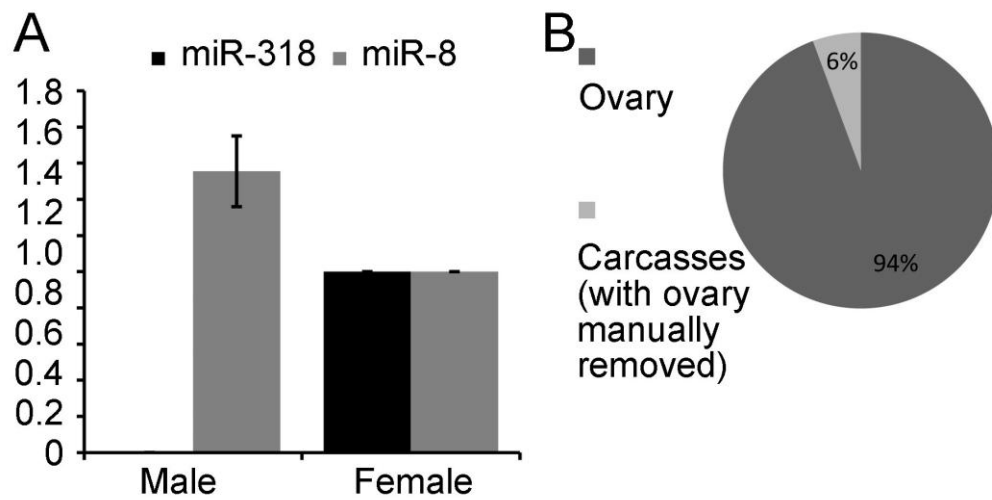 A
miR-318 miR-8
1.8
1.6
1.4
1.2
1.0
0.8
0.6
0.4
0.2
0
Male Female
B
Ovary
Carcasses
(with ovary
manually
removed)
6%
94%